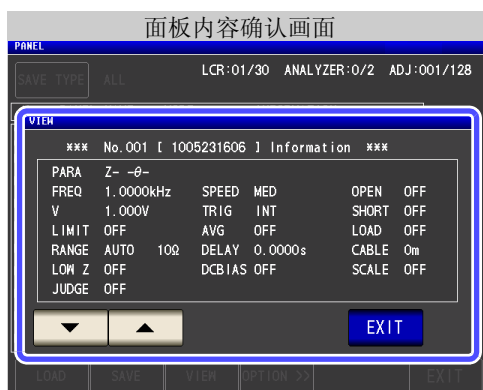 面板内容确认画面
PANEL
SAVE TYPE ALL LCR:01/30 ANALYZER:0/2 ADJ:001/128
VIEW
*** No.001 [ 1005231606 ] Information ***
PARA Z- -θ-
FREQ 1.0000kHz SPEED MED OPEN OFF
V 1.000V TRIG INT SHORT OFF
LIMIT OFF AVG OFF LOAD OFF
RANGE AUTO 10Ω DELAY 0.0000s CABLE 0m
LOW Z OFF DCBIAS OFF SCALE OFF
JUDGE OFF
EXIT
LOAD SAVE VIEW OPTION >> EXIT